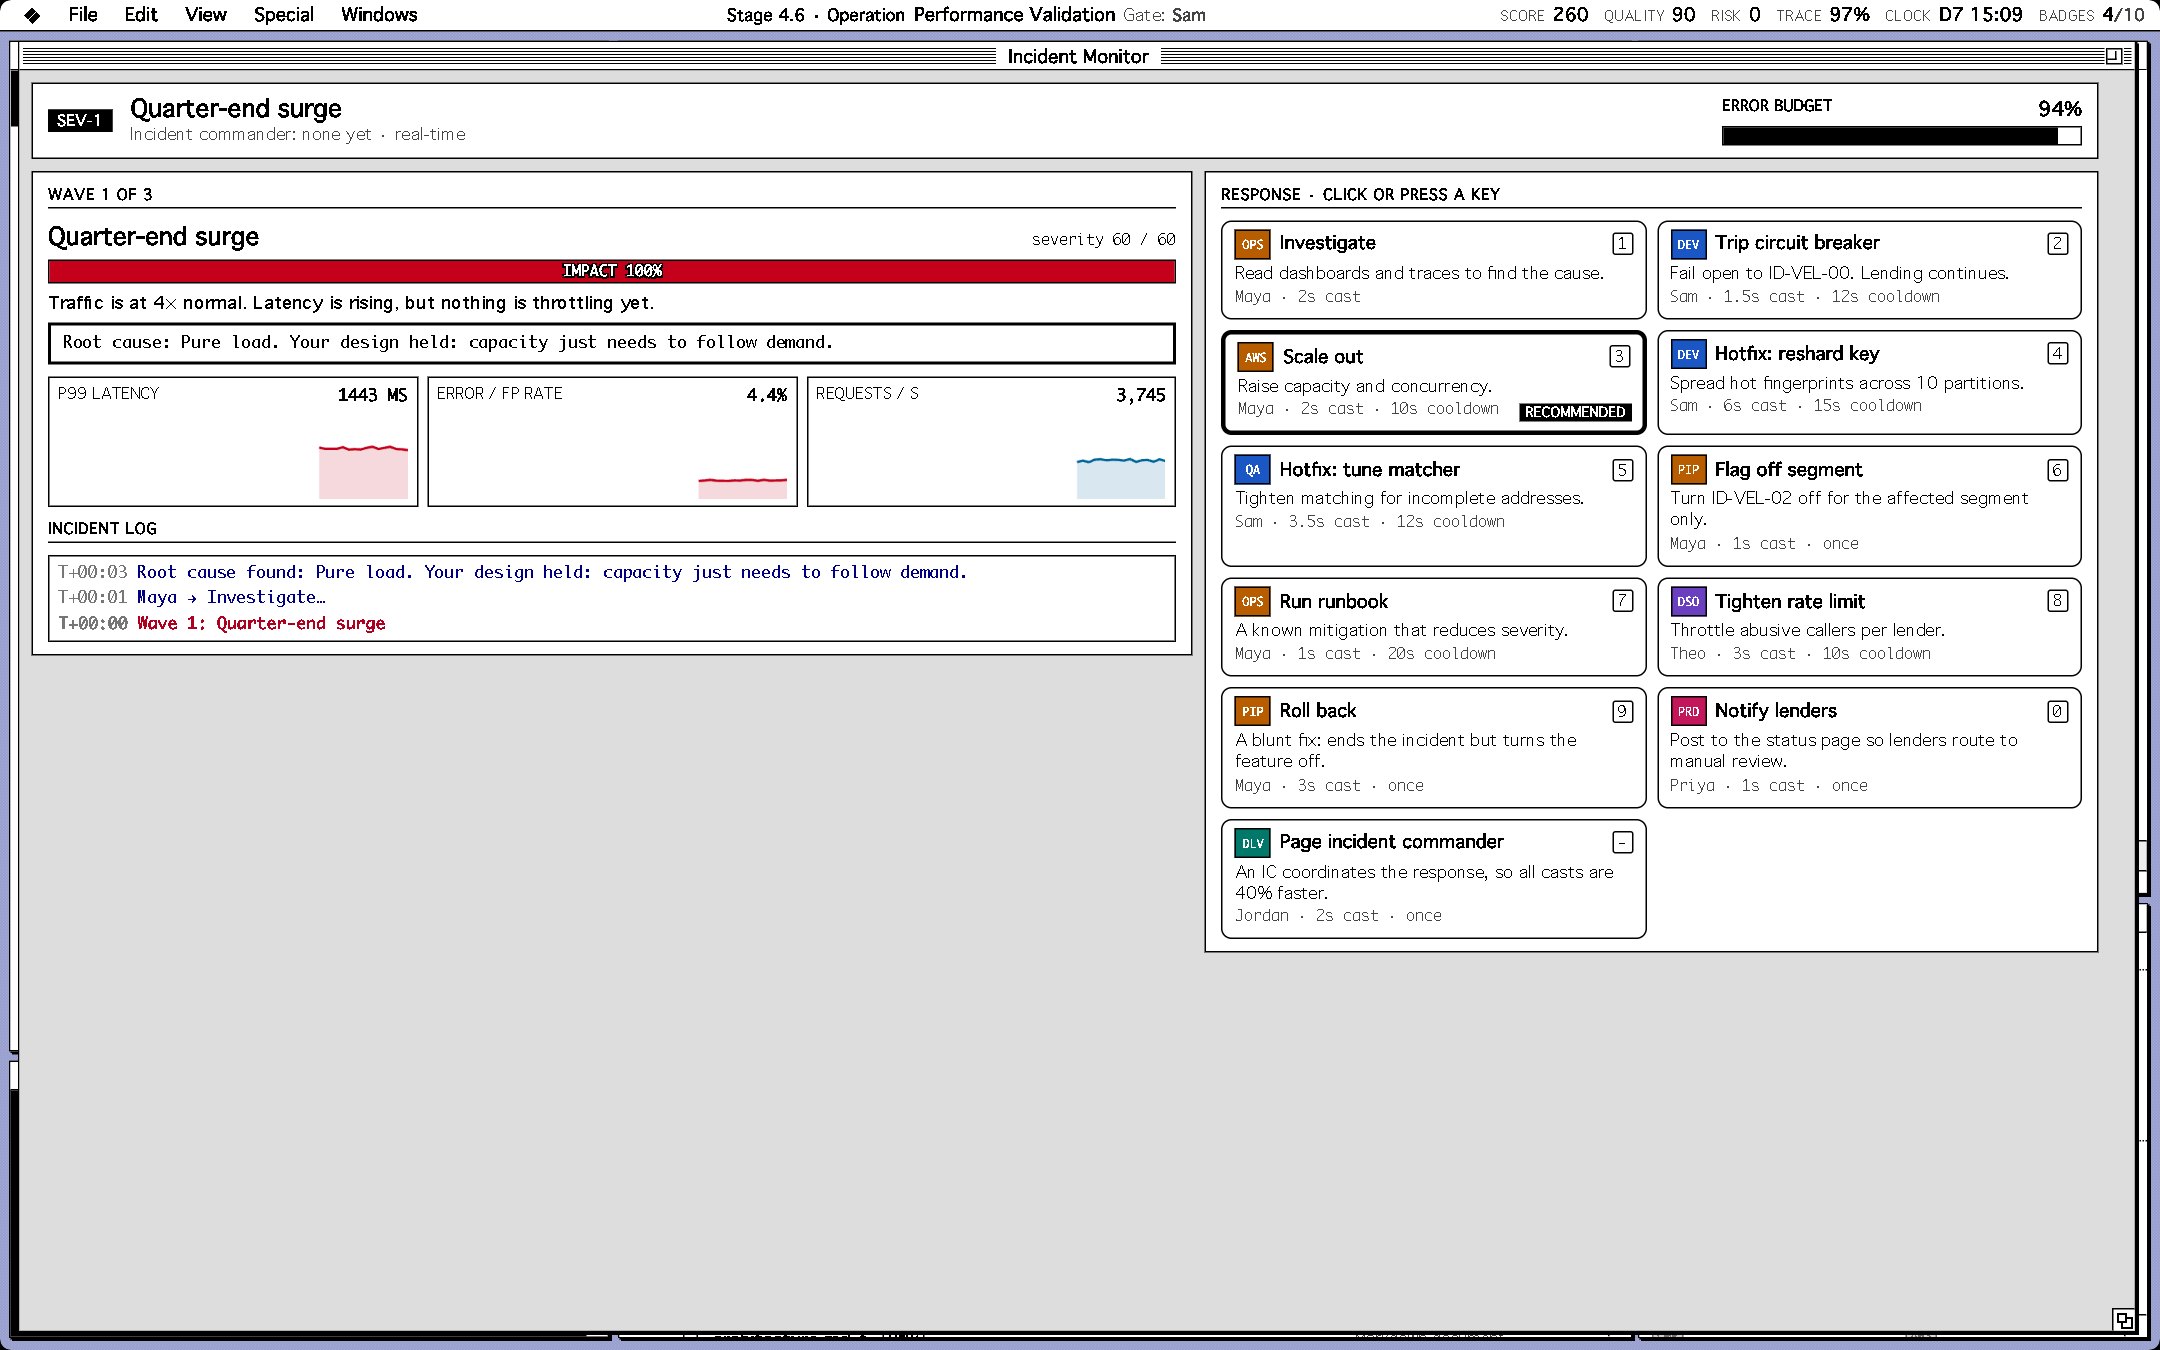 File Edit View Special Windows Stage 4.6 · Operation Performance Validation Gate: Sam SCORE 260 QUALITY 90 RISK 0 TRACE 97% CLOCK D7 15:09 BADGES 4/10
Incident Monitor
SEV-1 Quarter-end surge
Incident commander: none yet · real-time
ERROR BUDGET 94%
WAVE 1 OF 3
Quarter-end surge severity 60 / 60
IMPACT 100%
Traffic is at 4× normal. Latency is rising, but nothing is throttling yet.
Root cause: Pure load. Your design held: capacity just needs to follow demand.
P99 LATENCY 1443 MS
ERROR / FP RATE 4.4%
REQUESTS / S 3,745
INCIDENT LOG
T+00:03 Root cause found: Pure load. Your design held: capacity just needs to follow demand.
T+00:01 Maya → Investigate…
T+00:00 Wave 1: Quarter-end surge
RESPONSE · CLICK OR PRESS A KEY
OPS Investigate 1
Read dashboards and traces to find the cause.
Maya · 2s cast
DEV Trip circuit breaker 2
Fail open to ID-VEL-00. Lending continues.
Sam · 1.5s cast · 12s cooldown
AWS Scale out 3
Raise capacity and concurrency.
Maya · 2s cast · 10s cooldown RECOMMENDED
DEV Hotfix: reshard key 4
Spread hot fingerprints across 10 partitions.
Sam · 6s cast · 15s cooldown
QA Hotfix: tune matcher 5
Tighten matching for incomplete addresses.
Sam · 3.5s cast · 12s cooldown
PIP Flag off segment 6
Turn ID-VEL-02 off for the affected segment
only.
Maya · 1s cast · once
OPS Run runbook 7
A known mitigation that reduces severity.
Maya · 1s cast · 20s cooldown
DSO Tighten rate limit 8
Throttle abusive callers per lender.
Theo · 3s cast · 10s cooldown
PIP Roll back 9
A blunt fix: ends the incident but turns the
feature off.
Maya · 3s cast · once
PRD Notify lenders 0
Post to the status page so lenders route to
manual review.
Priya · 1s cast · once
DLV Page incident commander -
An IC coordinates the response, so all casts are
40% faster.
Jordan · 2s cast · once